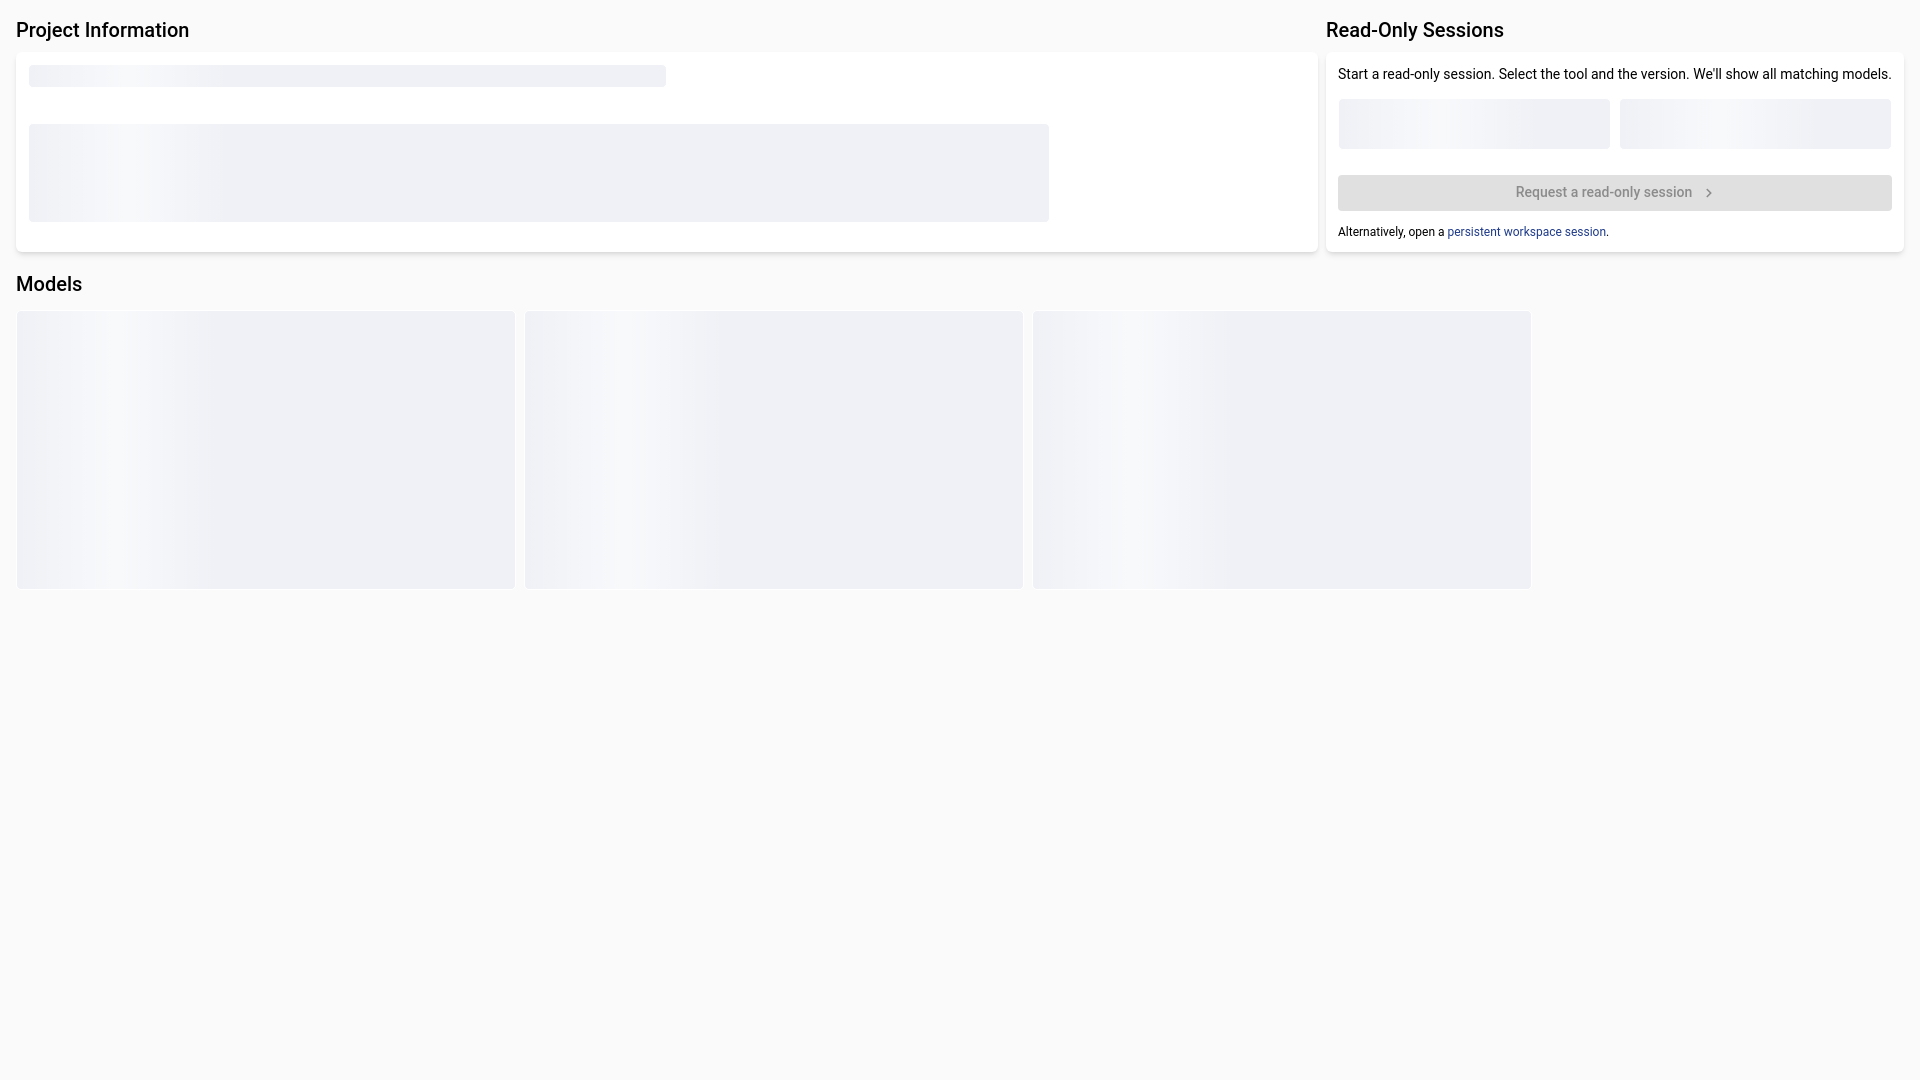 Project Information
Read-Only Sessions
Start a read-only session. Select the tool and the version. We'll show all matching models.
Request a read-only session
Alternatively, open a persistent workspace session.
Models